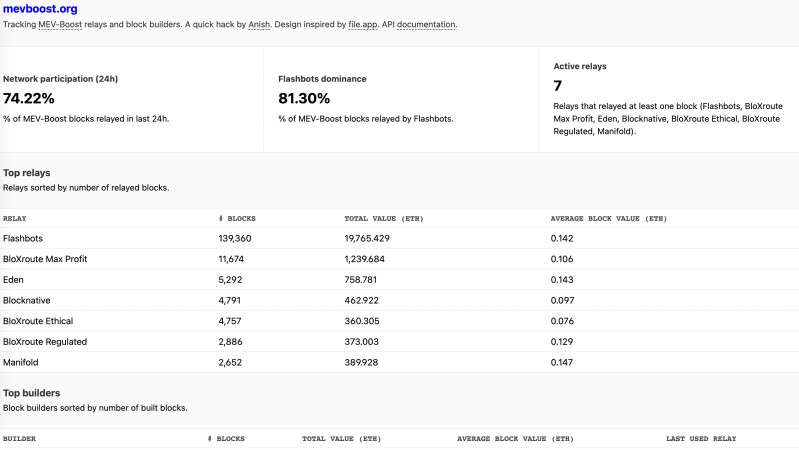 mevboost.org
Tracking MEV-Boost relays and block builders. A quick hack by Anish. Design inspired by file.app. API documentation.
Network participation (24h)
74.22%
% of MEV-Boost blocks relayed in last 24h.
Flashbots dominance
81.30%
% of MEV-Boost blocks relayed by Flashbots.
Active relays
7
Relays that relayed at least one block (Flashbots, BloXroute
Max Profit, Eden, Blocknative, BloXroute Ethical, BloXroute
Regulated, Manifold).
Top relays
Relays sorted by number of relayed blocks.
RELAY # BLOCKS TOTAL VALUE (ETH) AVERAGE BLOCK VALUE (ETH)
Flashbots 139,360 19,765.429 0.142
BloXroute Max Profit 11,674 1,239.684 0.106
Eden 5,292 758.781 0.143
Blocknative 4,791 462.922 0.097
BloXroute Ethical 4,757 360.305 0.076
BloXroute Regulated 2,886 373.003 0.129
Manifold 2,652 389.928 0.147
Top builders
Block builders sorted by number of built blocks.
BUILDER # BLOCKS TOTAL VALUE (ETH) AVERAGE BLOCK VALUE (ETH) LAST USED RELAY